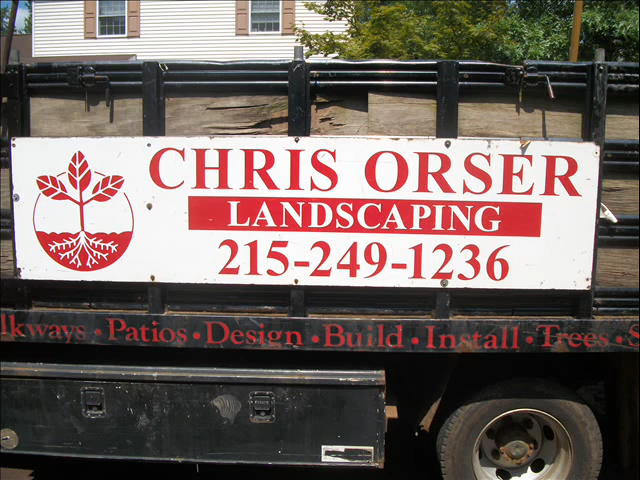 CHRIS ORSER
LANDSCAPING
215-249-1236
lkways • Patios • Design • Build • Install • Trees • S